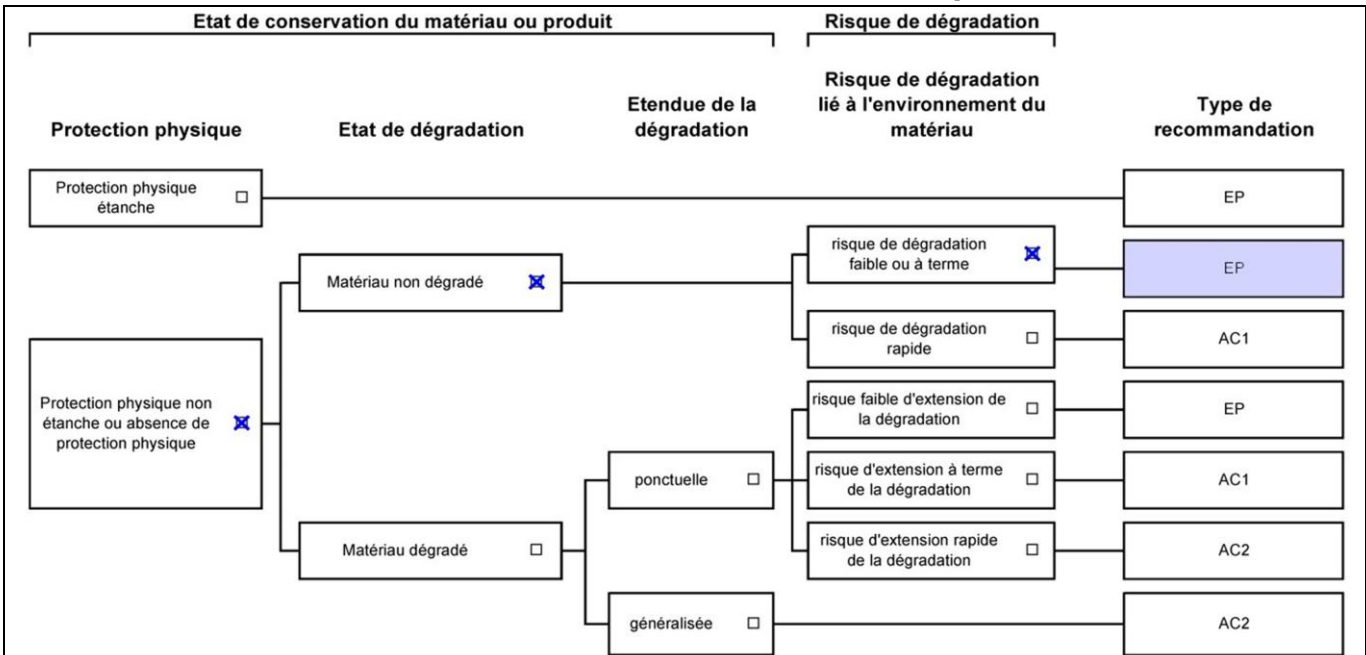 Etat de conservation du matériau ou produit
Risque de dégradation
Protection physique
Etat de dégradation
Etendue de la
dégradation
Risque de dégradation
lié à l'environnement du
matériau
Type de
recommandation
Protection physique
étanche
EP
Protection physique non
étanche ou absence de
protection physique
Matériau non dégradé
risque de dégradation
faible ou à terme
EP
risque de dégradation
rapide
AC1
Matériau dégradé
ponctuelle
risque faible d'extension de
la dégradation
EP
risque d'extension à terme
de la dégradation
AC1
risque d'extension rapide
de la dégradation
AC2
généralisée
AC2